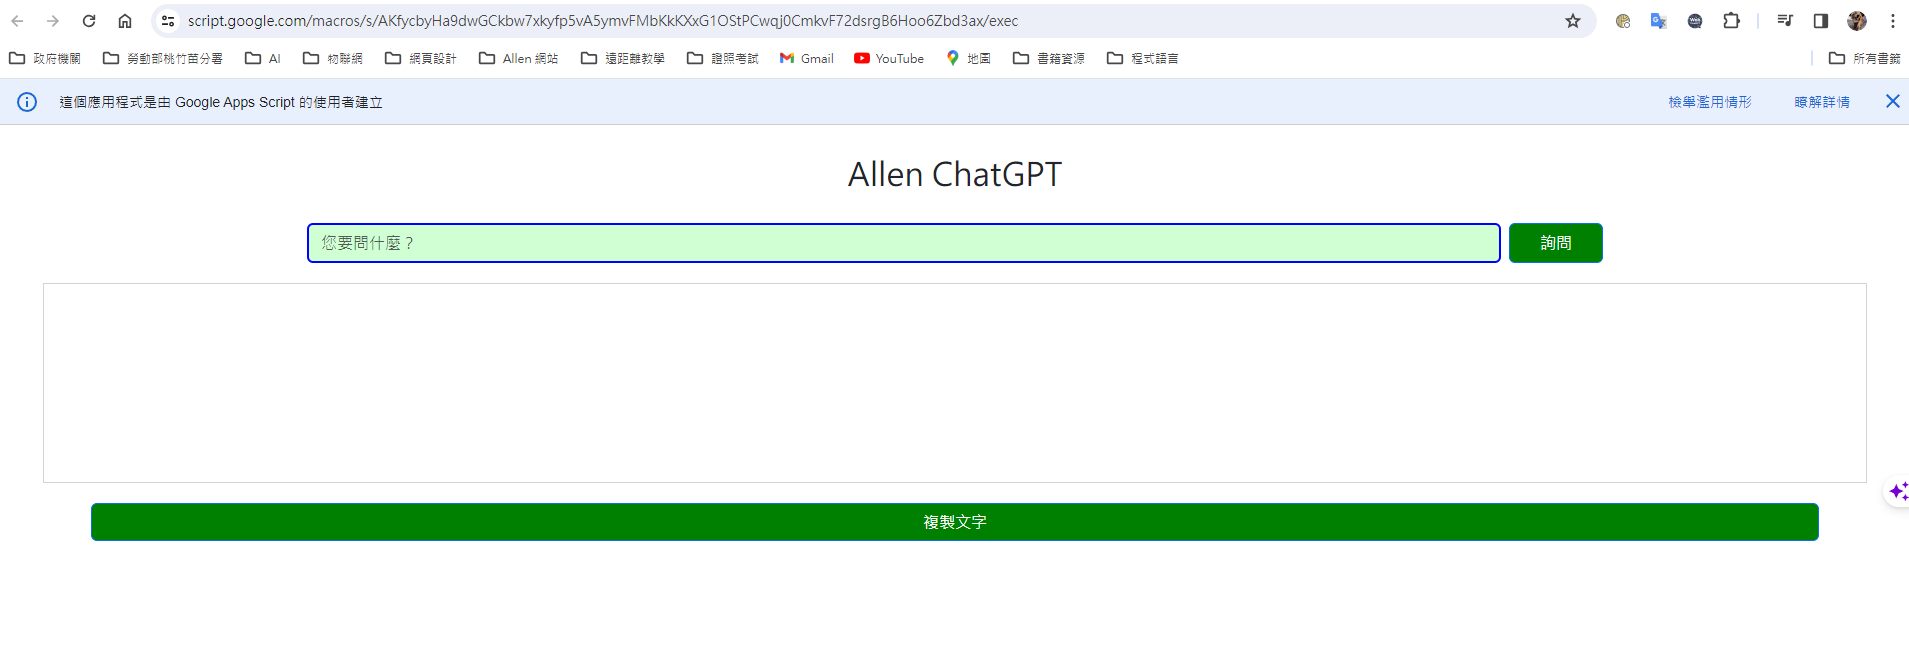 script.google.com/macros/s/AKfycbyHa9dwGCkbw7xkyfp5vA5ymvFMbKkKXxG1OStPCwqj0CmkvF72dsrgB6Hoo6Zbd3ax/exec
政府機關 勞動部桃竹苗分署 AI 物聯網 網頁設計 Allen 網站 遠距離教學 證照考試 Gmail YouTube 地圖 書籍資源 程式語言 所有書籤
這個應用程式是由 Google Apps Script 的使用者建立 檢舉濫用情形 瞭解詳情
Allen ChatGPT
您要問什麼？ 詢問
複製文字